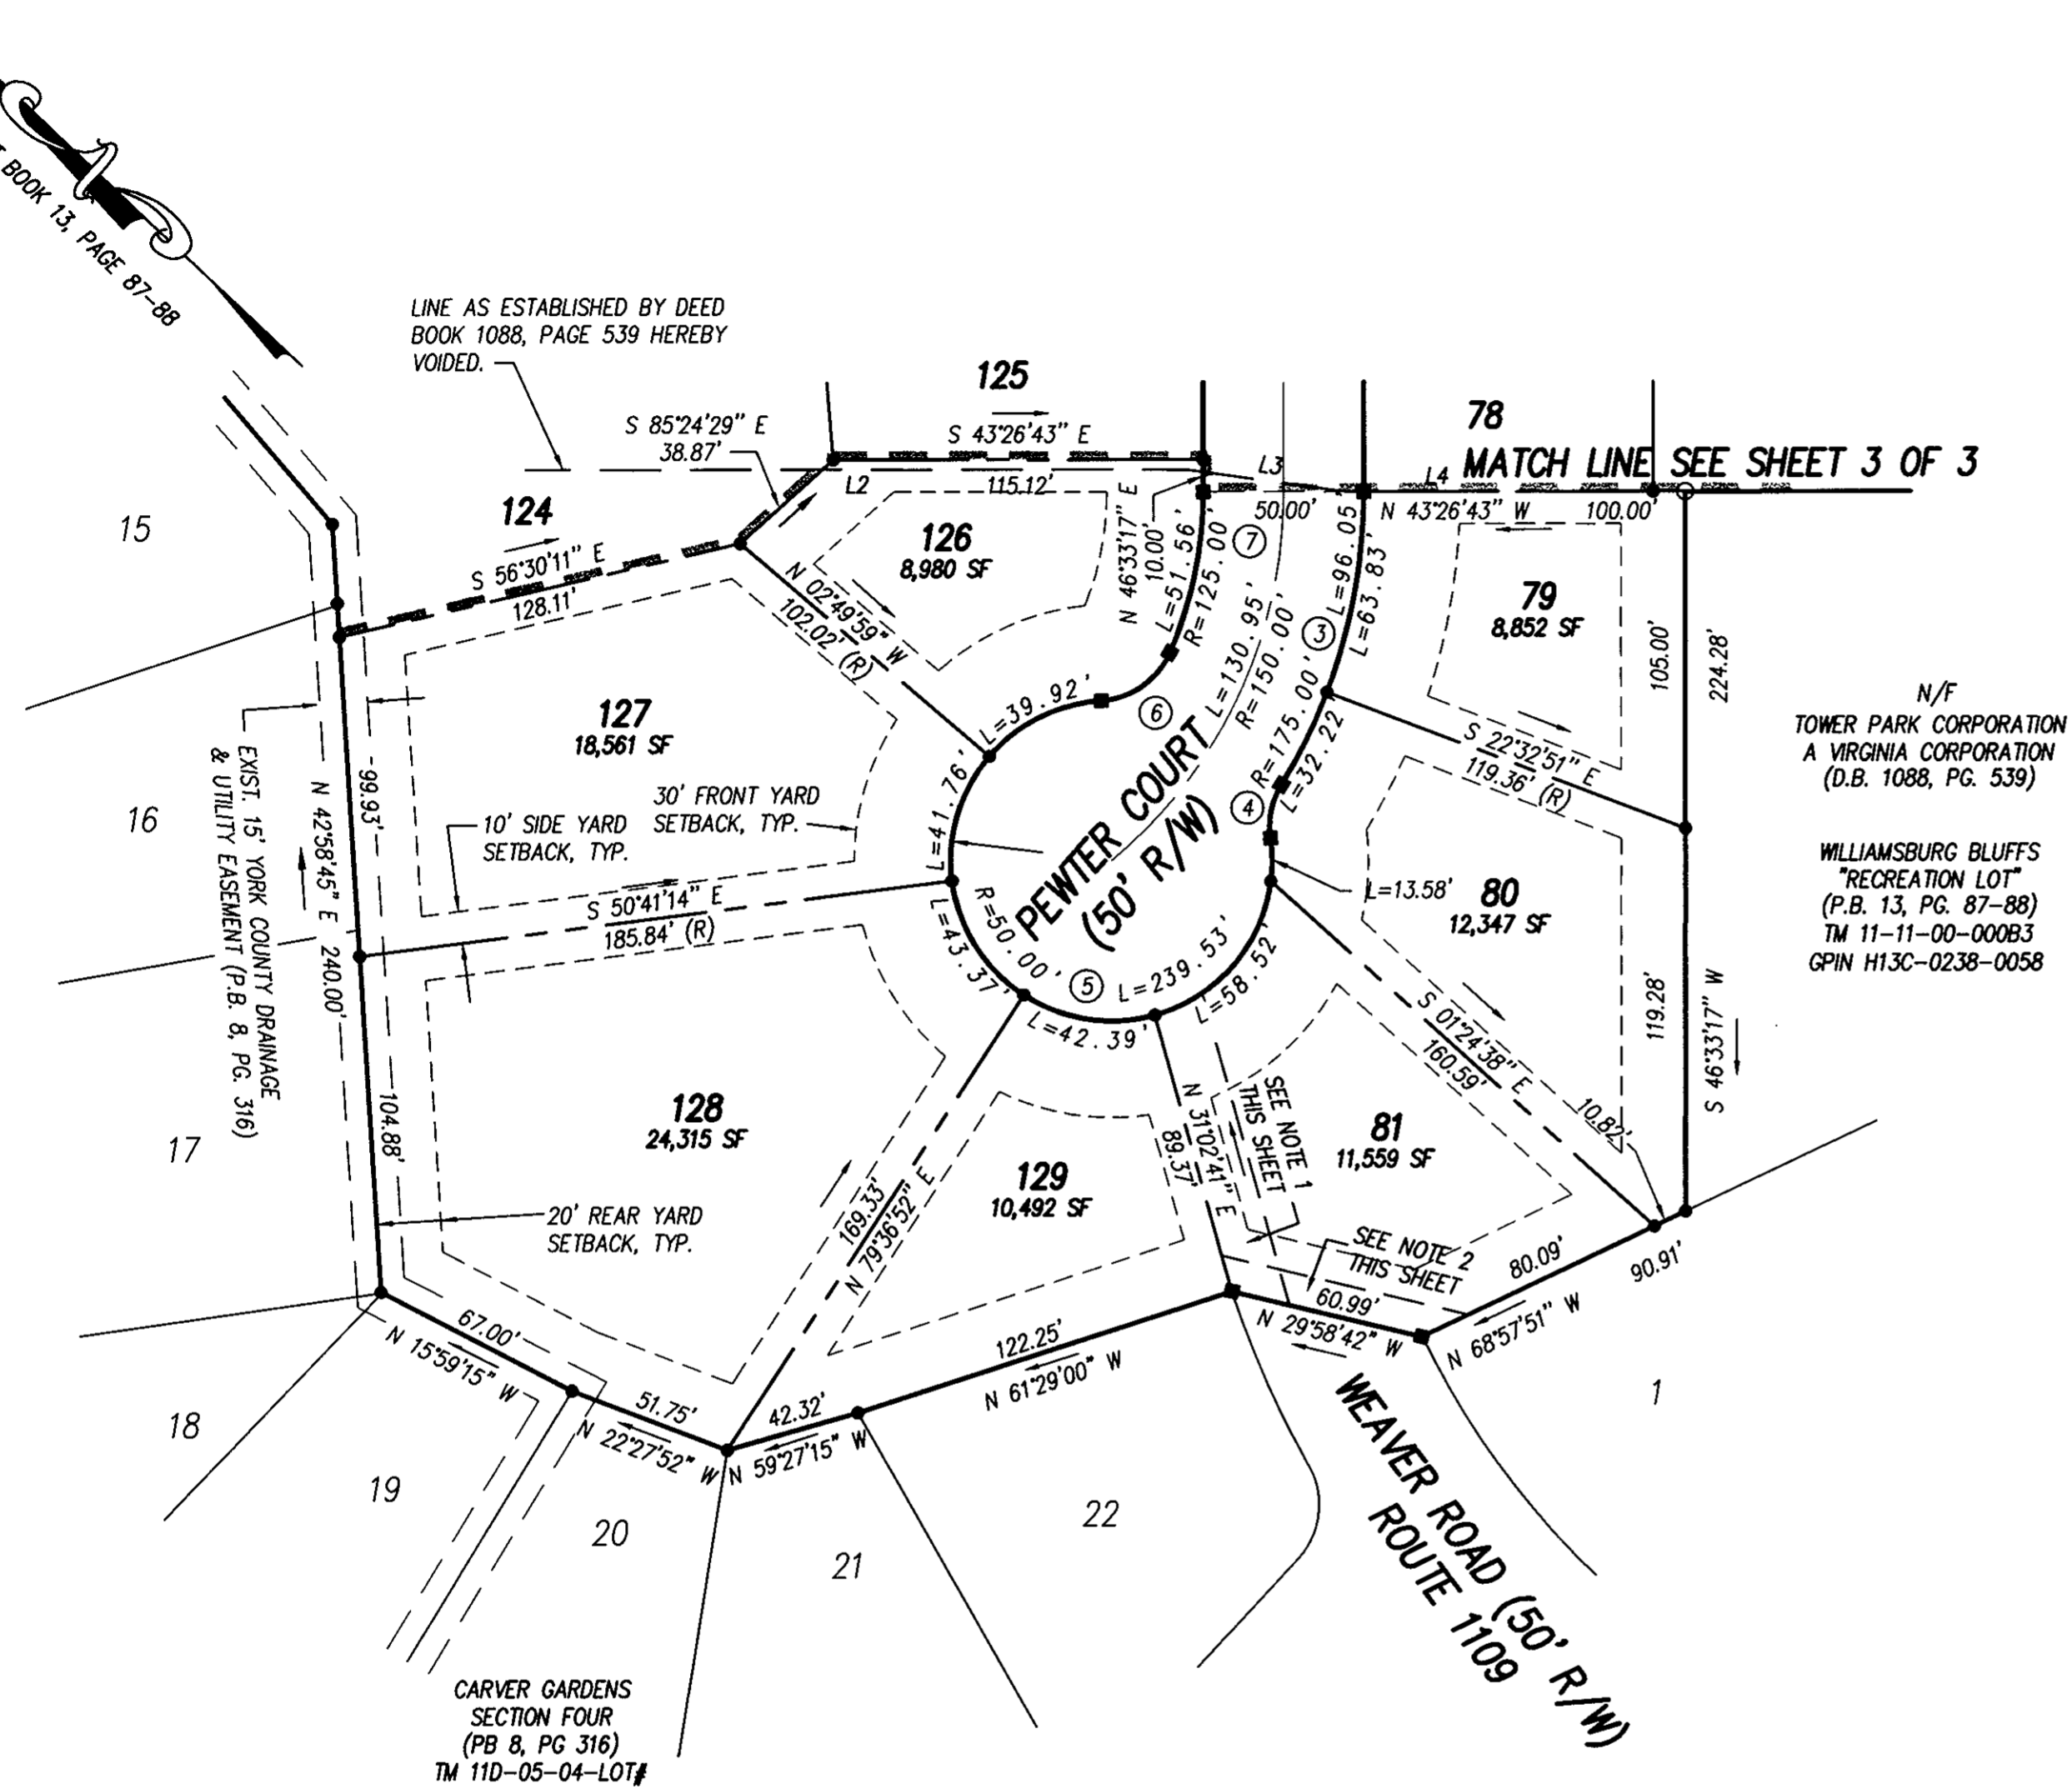 BOOK 13, PAGE 87-88
LINE AS ESTABLISHED BY DEED
BOOK 1088, PAGE 539 HEREBY
VOIDED.
125
S 85°24'29" E
38.87'
S 43°26'43" E
L2
115.12'
L3
78
MATCH LINE SEE SHEET 3 OF 3
L4
50.00'
N 43°26'43" W
100.00'
15
124
S 56°30'11" E
128.11'
126
8,980 SF
N 46°33'17" E
10.00'
L=51.56'
R=125.00'
7
L=96.05'
3
L=63.83'
79
8,852 SF
105.00'
224.28'
N 02°49'59" W
102.02' (R)
L=130.95'
R=150.00'
R=175.00'
L=39.92'
6
127
18,561 SF
N/F
TOWER PARK CORPORATION
A VIRGINIA CORPORATION
(D.B. 1088, PG. 539)
S 22°32'51" E
119.36' (R)
L=32.22'
4
16
EXIST. 15' YORK COUNTY DRAINAGE
& UTILITY EASEMENT (P.B. 8, PG. 316)
N 42°58'45" E 240.00'
99.93'
10' SIDE YARD
SETBACK, TYP.
30' FRONT YARD
SETBACK, TYP.
L=41.76'
PEWTER COURT
(50' R/W)
L=13.58'
80
12,347 SF
WILLIAMSBURG BLUFFS
"RECREATION LOT"
(P.B. 13, PG. 87-88)
TM 11-11-00-000B3
GPIN H13C-0238-0058
S 50°41'14" E
185.84' (R)
R=50.00'
L=43.37'
5
L=239.53'
L=58.52'
L=42.39'
S 01°24'38" E
160.59'
10.82'
119.28'
S 46°33'17" W
17
104.88'
128
24,315 SF
129
10,492 SF
N 31°02'41" E
89.37'
SEE NOTE 1
THIS SHEET
81
11,559 SF
169.33'
N 79°36'52" E
20' REAR YARD
SETBACK, TYP.
SEE NOTE 2
THIS SHEET
80.09'
90.91'
60.99'
N 29°58'42" W
N 68°57'51" W
67.00'
N 15°59'15" W
122.25'
N 61°29'00" W
51.75'
N 22°27'52" W
42.32'
N 59°27'15" W
1
18
19
20
21
22
WEAVER ROAD (50' R/W)
ROUTE 1109
CARVER GARDENS
SECTION FOUR
(PB 8, PG 316)
TM 11D-05-04-LOT#